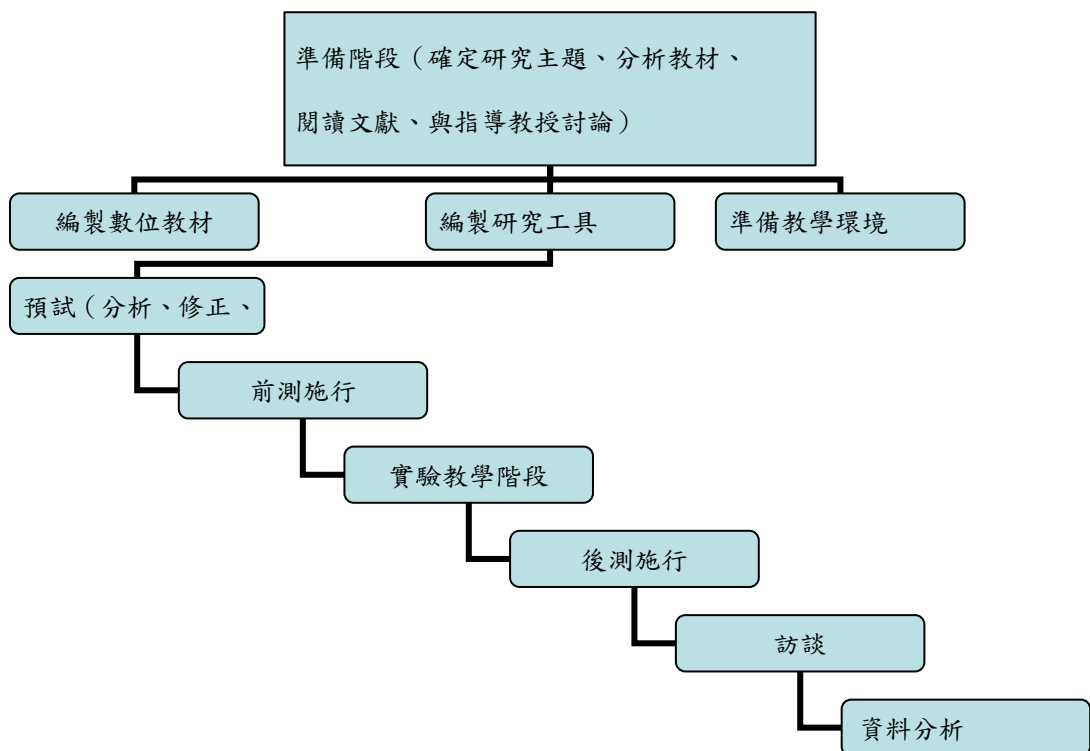 準備階段（確定研究主題、分析教材、
閱讀文獻、與指導教授討論）
編製數位教材
編製研究工具
準備教學環境
預試（分析、修正、
前測施行
實驗教學階段
後測施行
訪談
資料分析